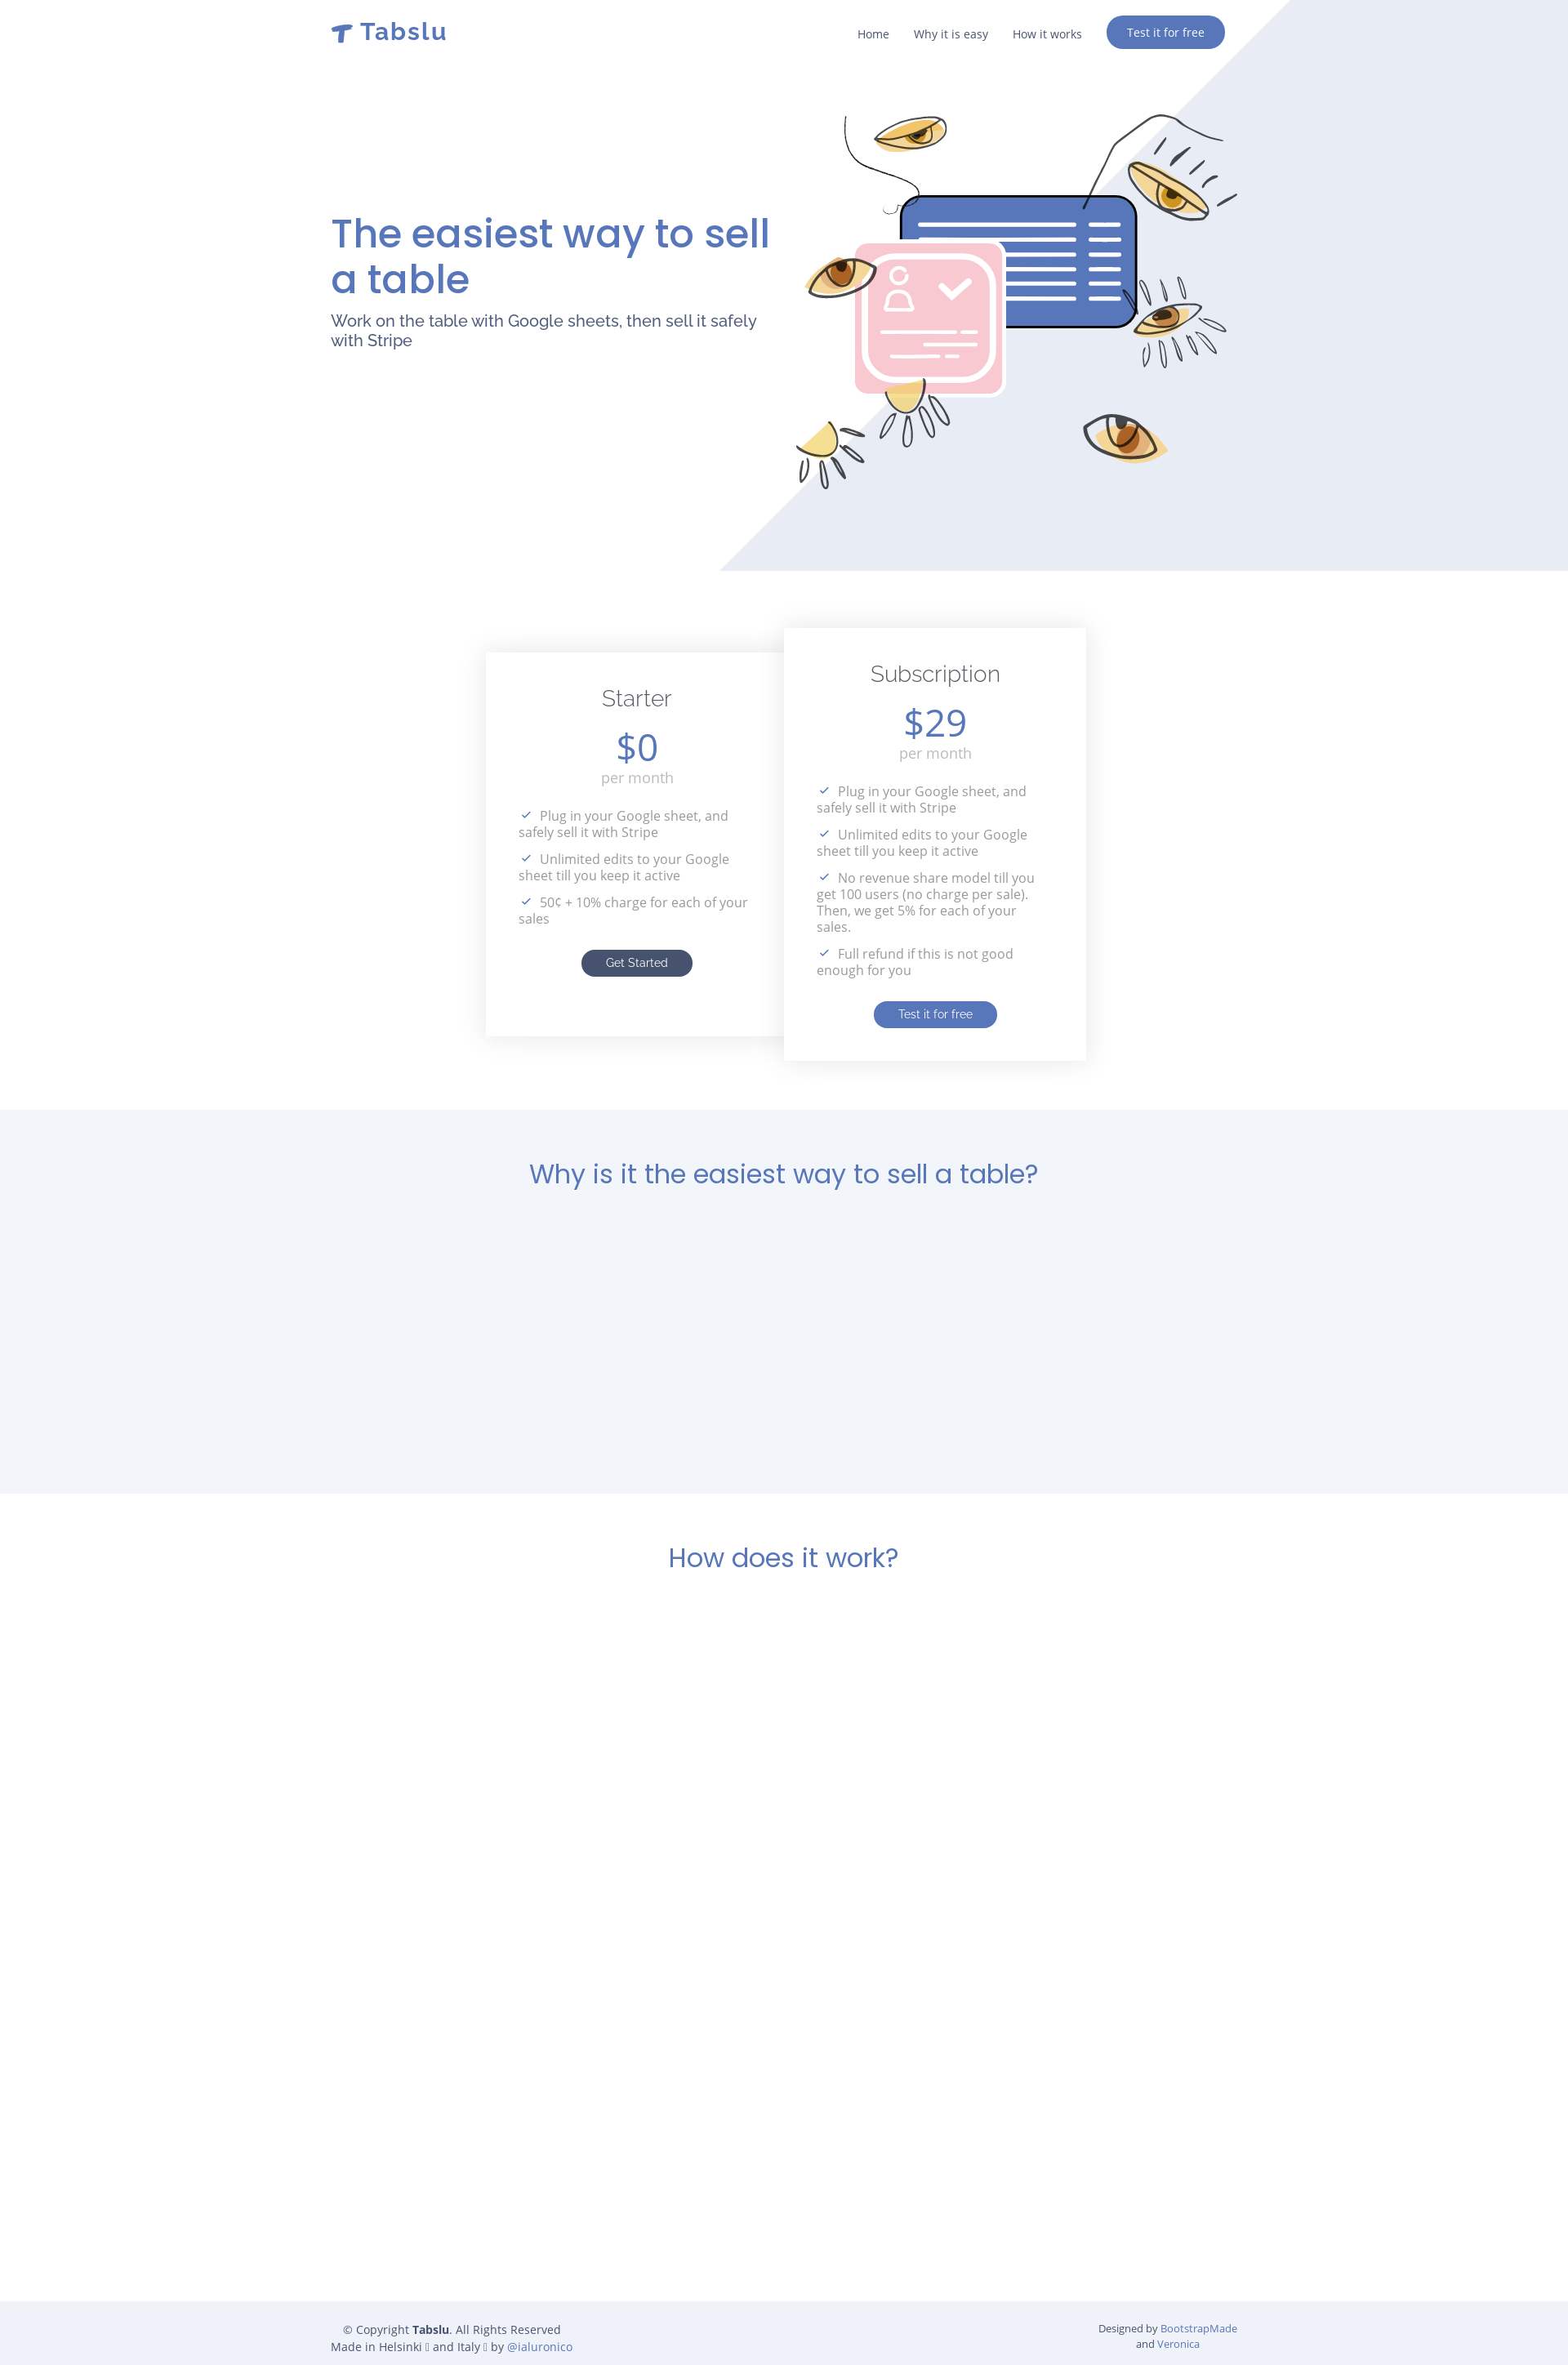 Tabslu
Home Why it is easy How it works Test it for free
The easiest way to sell
a table
Work on the table with Google sheets, then sell it safely
with Stripe
Starter
$0
per month
Plug in your Google sheet, and
safely sell it with Stripe
Unlimited edits to your Google
sheet till you keep it active
50¢ + 10% charge for each of your
sales
Get Started
Subscription
$29
per month
Plug in your Google sheet, and
safely sell it with Stripe
Unlimited edits to your Google
sheet till you keep it active
No revenue share model till you
get 100 users (no charge per sale).
Then, we get 5% for each of your
sales.
Full refund if this is not good
enough for you
Test it for free
Why is it the easiest way to sell a table?
How does it work?
© Copyright Tabslu. All Rights Reserved
Made in Helsinki and Italy by @ialuronico
Designed by BootstrapMade
and Veronica